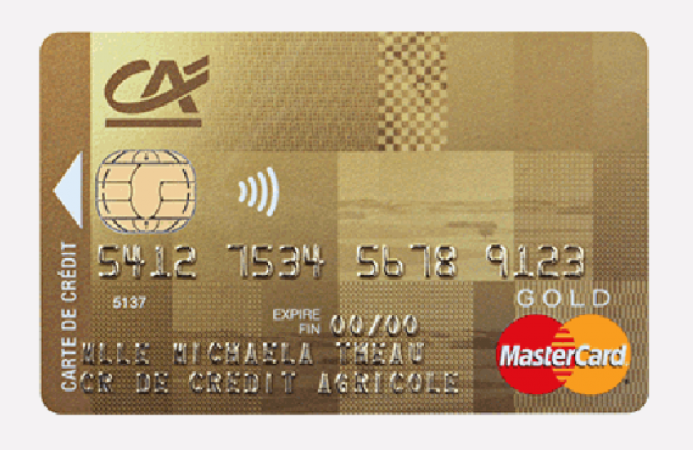 CA
CARTE DE CRÉDIT
5412 7534 5678 9123
5137
GOLD
EXPIRE
FIN 00/00
MLLE MICHAELA THEAU
CR DE CREDIT AGRICOLE
MasterCard